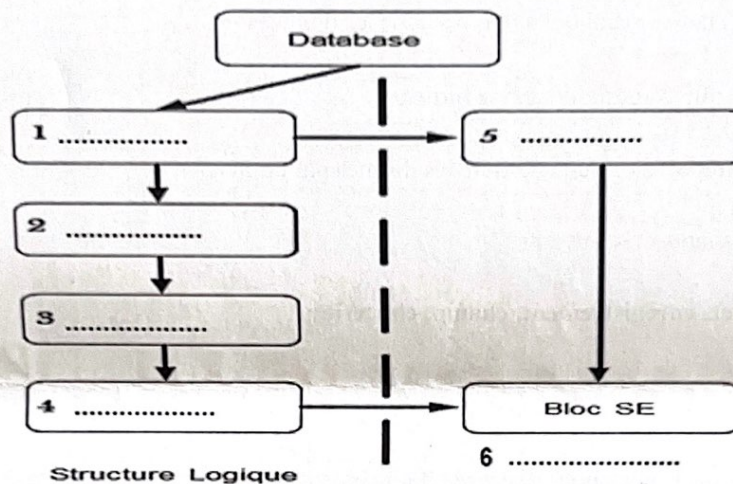 Database
1 ..................
5 .................
2 ...................
3 ....................
4 ....................
Bloc SE
Structure Logique
6 ........................